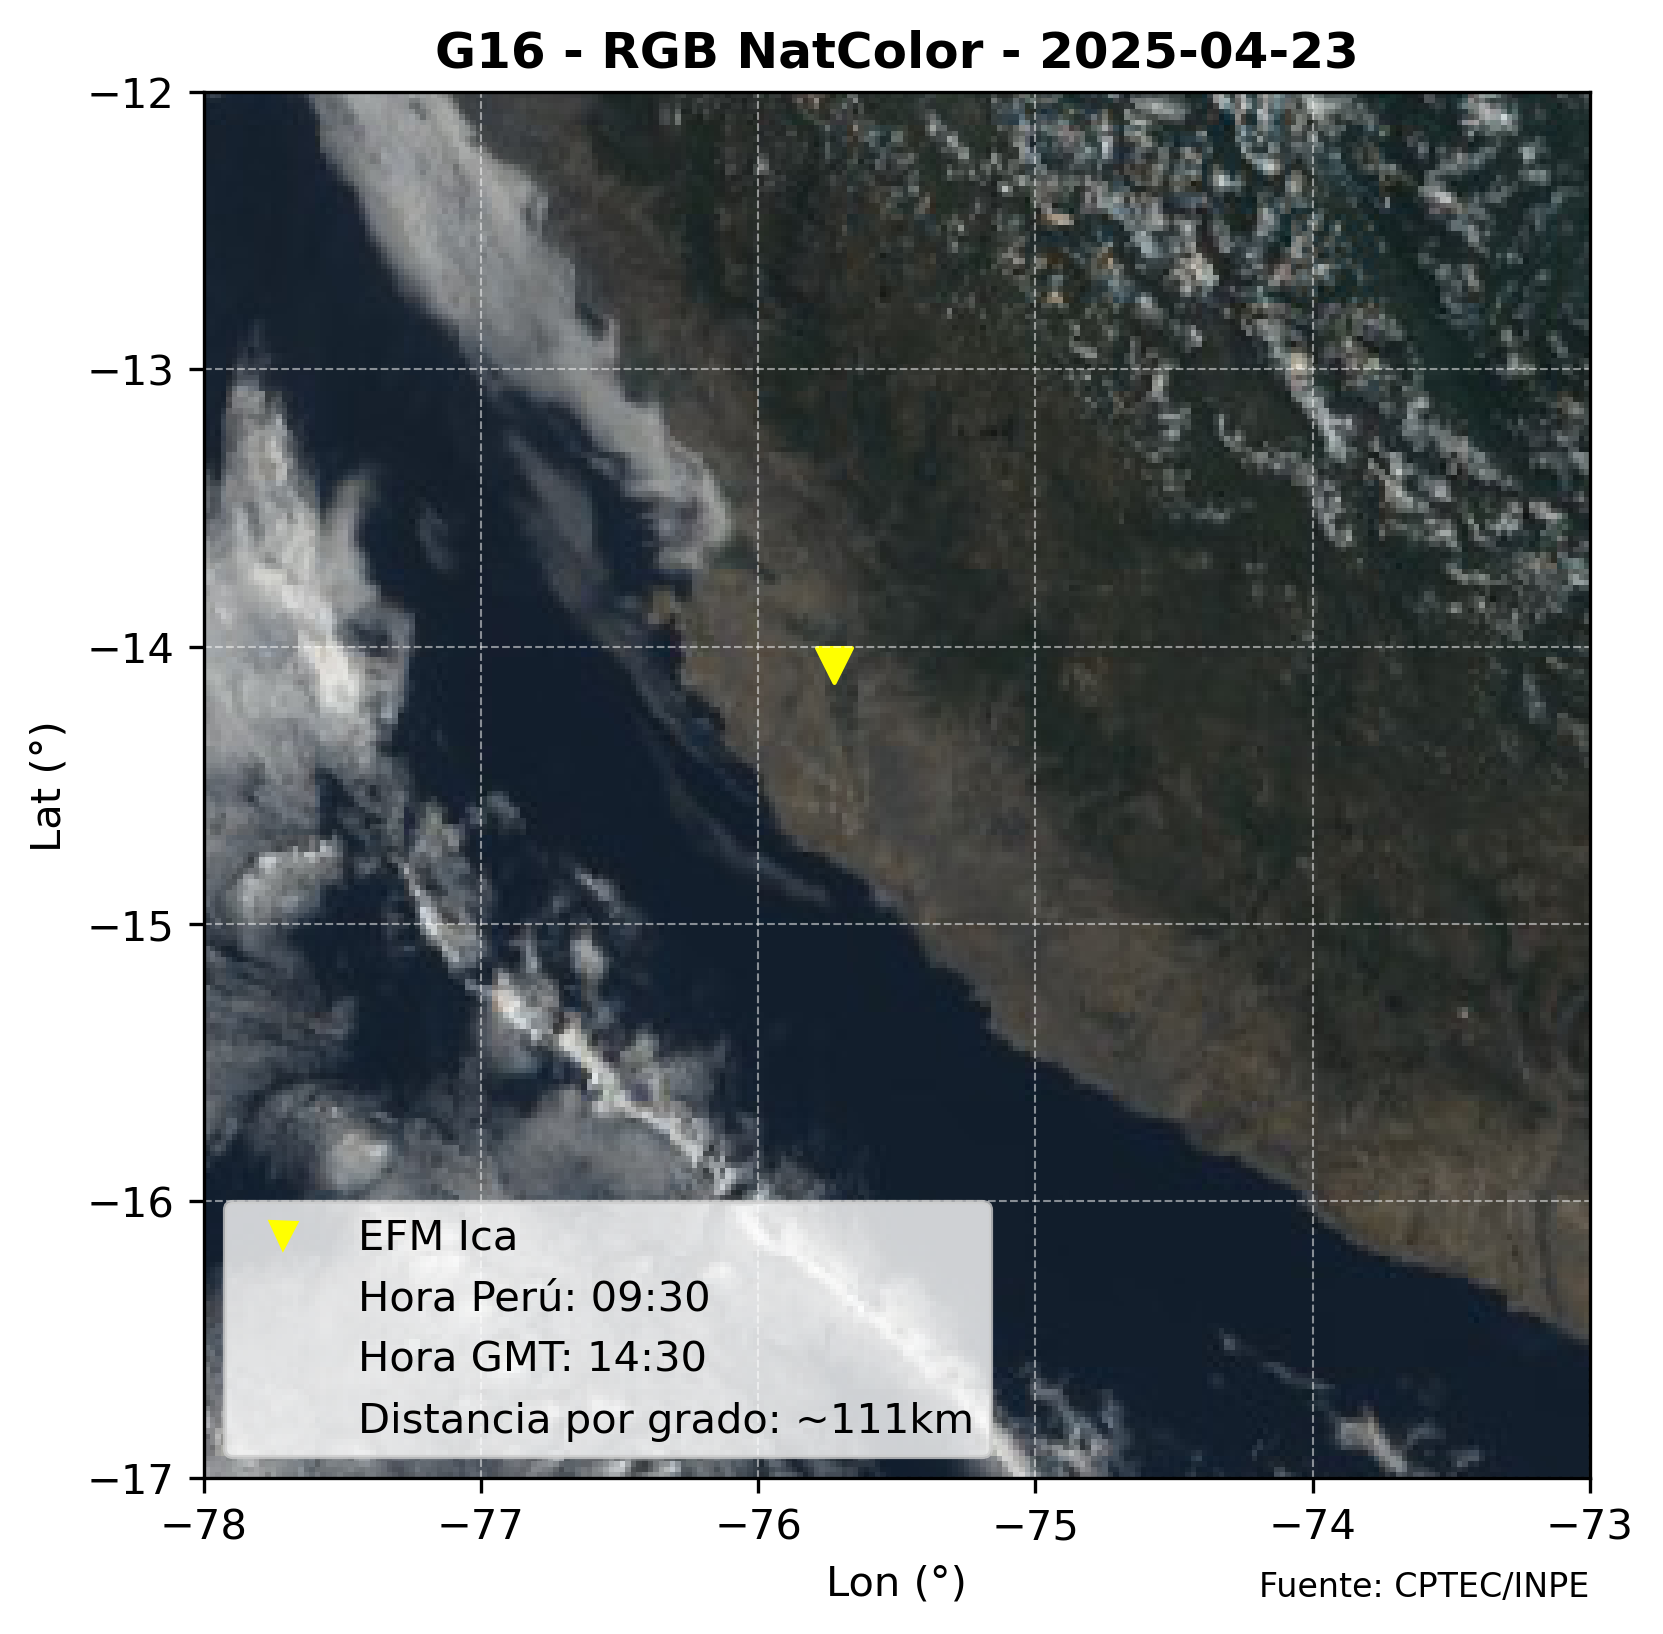 G16 - RGB NatColor - 2025-04-23
−12
−13
−14
−15
−16
−17
Lat (°)
EFM Ica
Hora Perú: 09:30
Hora GMT: 14:30
Distancia por grado: ~111km
−78
−77
−76
−75
−74
−73
Lon (°)
Fuente: CPTEC/INPE